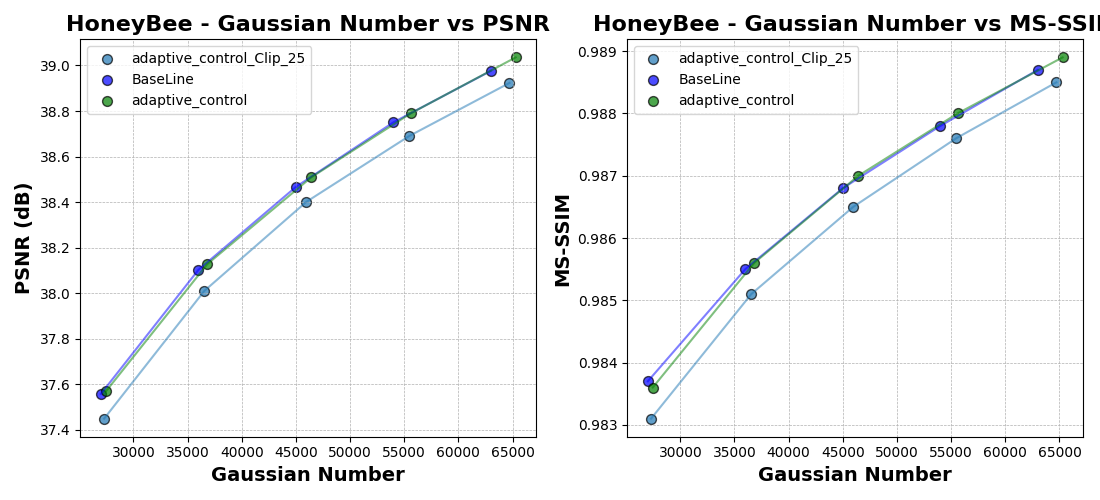 HoneyBee - Gaussian Number vs PSNR
adaptive_control_Clip_25
BaseLine
adaptive_control
39.0
38.8
38.6
38.4
38.2
38.0
37.8
37.6
37.4
PSNR (dB)
30000 35000 40000 45000 50000 55000 60000 65000
Gaussian Number
HoneyBee - Gaussian Number vs MS-SSI
adaptive_control_Clip_25
BaseLine
adaptive_control
0.989
0.988
0.987
0.986
0.985
0.984
0.983
MS-SSIM
30000 35000 40000 45000 50000 55000 60000 65000
Gaussian Number